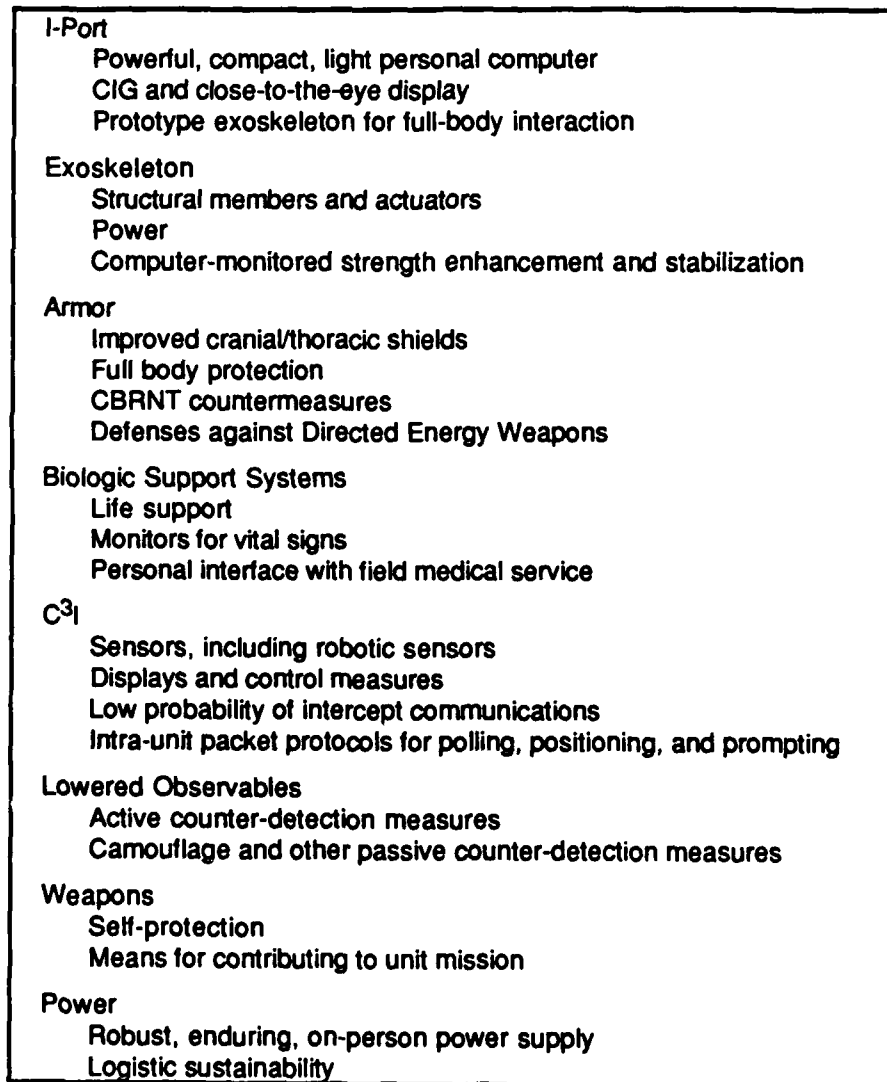 I-Port
Powerful, compact, light personal computer
CIG and close-to-the-eye display
Prototype exoskeleton for full-body interaction
Exoskeleton
Structural members and actuators
Power
Computer-monitored strength enhancement and stabilization
Armor
Improved cranial/thoracic shields
Full body protection
CBRNT countermeasures
Defenses against Directed Energy Weapons
Biologic Support Systems
Life support
Monitors for vital signs
Personal interface with field medical service
C³I
Sensors, including robotic sensors
Displays and control measures
Low probability of intercept communications
Intra-unit packet protocols for polling, positioning, and prompting
Lowered Observables
Active counter-detection measures
Camouflage and other passive counter-detection measures
Weapons
Self-protection
Means for contributing to unit mission
Power
Robust, enduring, on-person power supply
Logistic sustainability